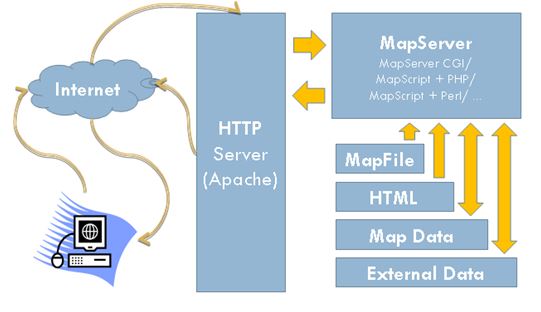 Internet
HTTP
Server
(Apache)
MapServer
MapServer CGI/
MapScript + PHP/
MapScript + Perl/ ...
MapFile
HTML
Map Data
External Data